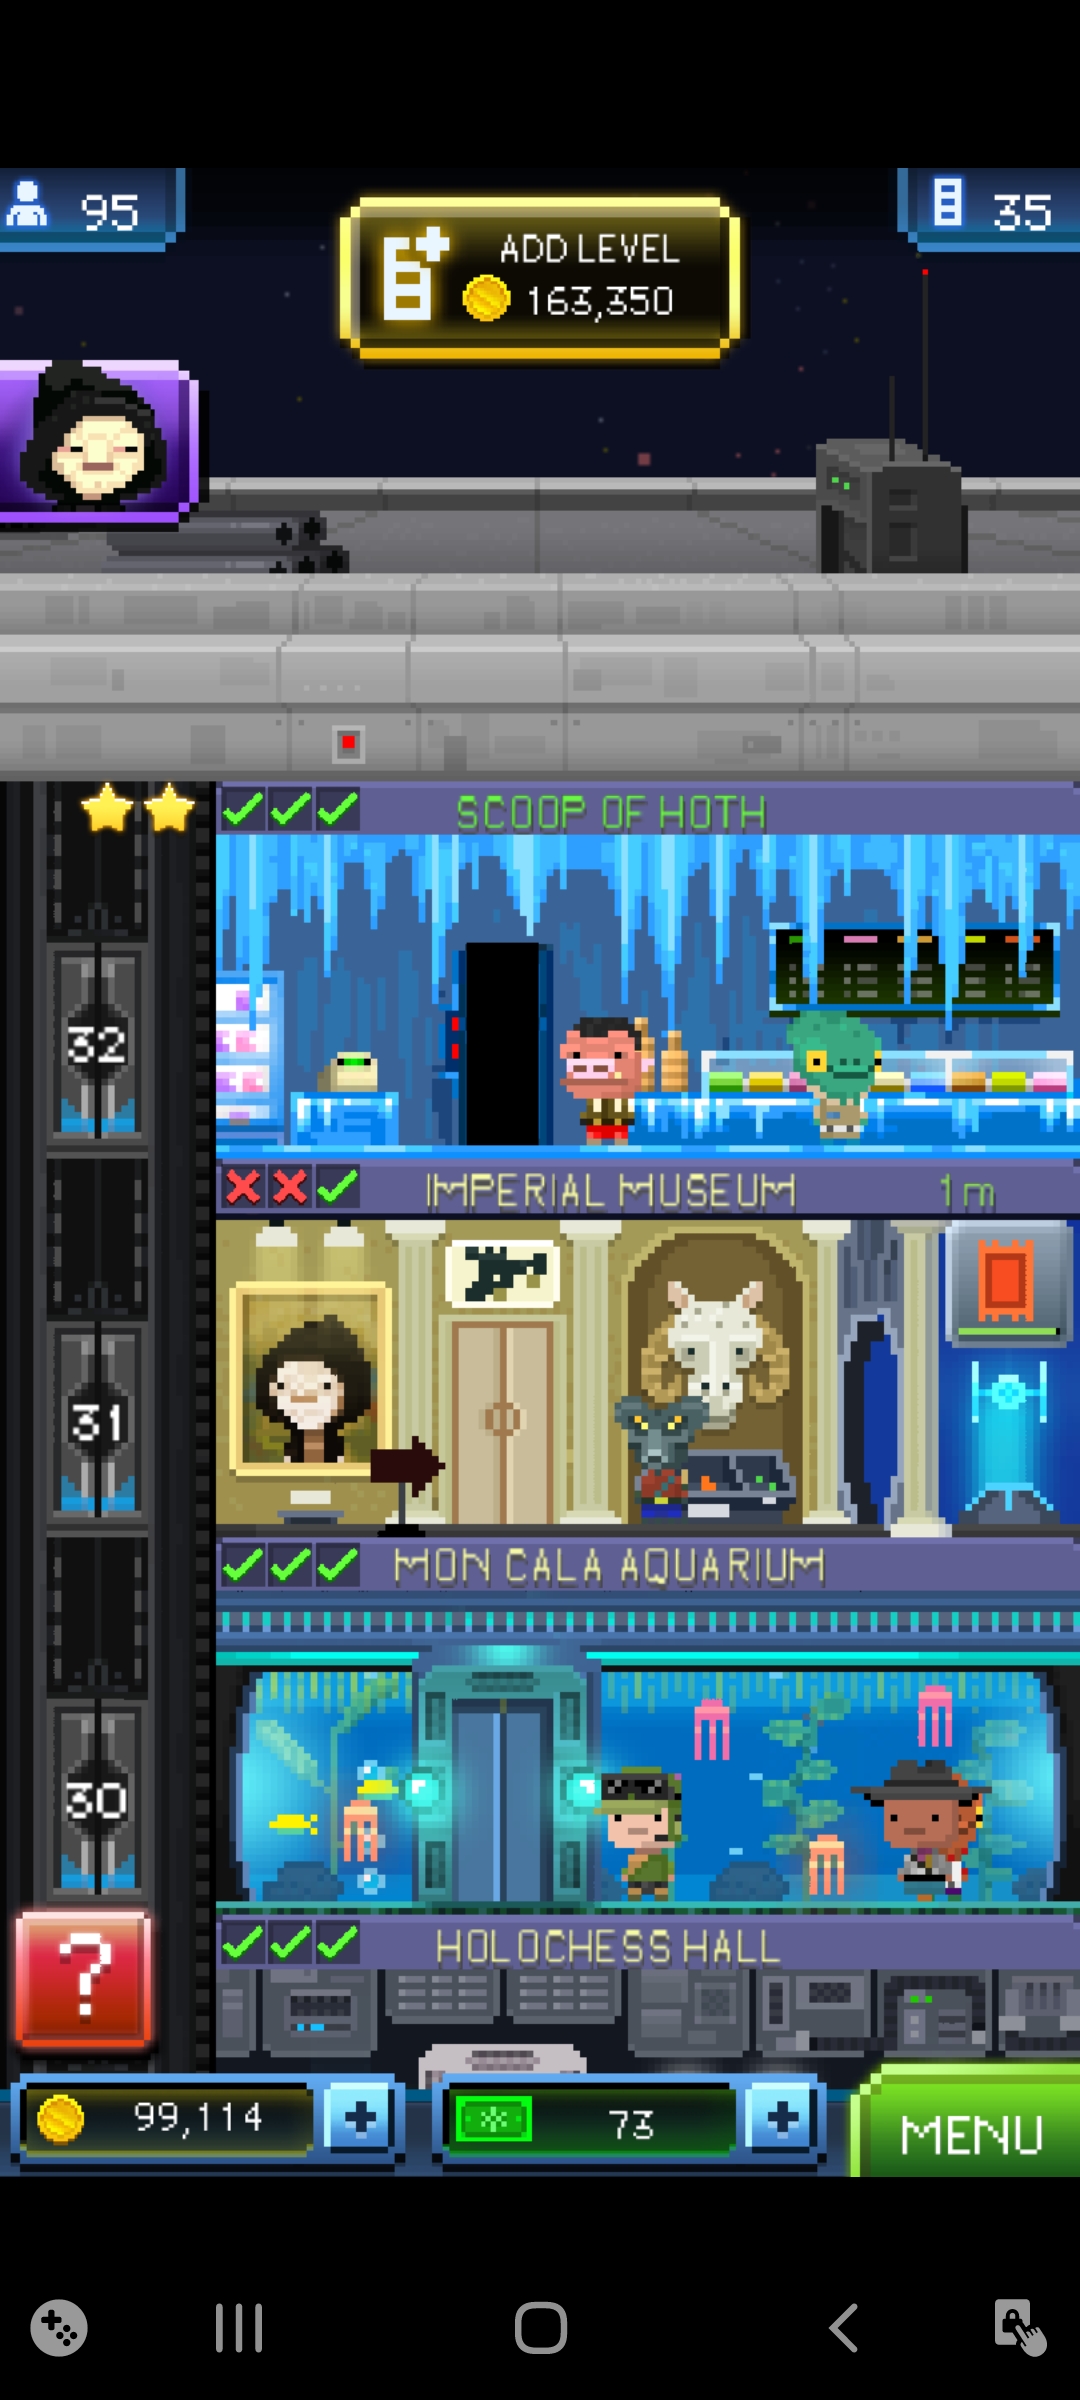 95
ADD LEVEL
163,350
35
SCOOP OF HOTH
32
IMPERIAL MUSEUM 1m
31
MON CALA AQUARIUM
30
HOLOCHESS HALL
?
99,114
73
MENU